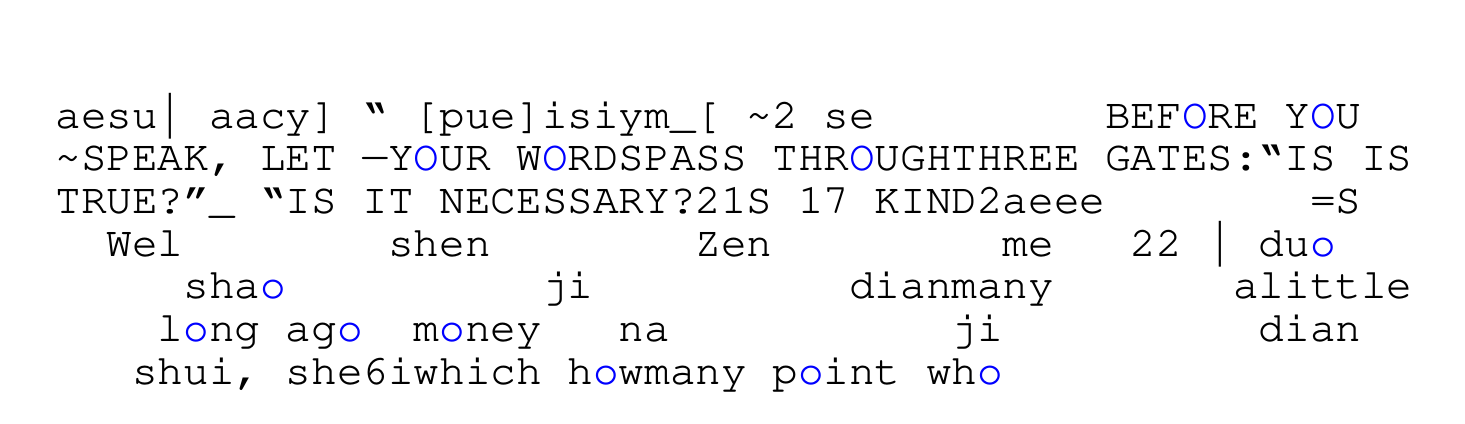 aesu| aacy] “ [pue]isiym_[ ~2 se BEFORE YOU
~SPEAK, LET —YOUR WORDSPASS THROUGHTHREE GATES:“IS IS
TRUE?”_ “IS IT NECESSARY?21S 17 KIND2aeee =S
Wel shen Zen me 22 | duo
shao ji dianmany alittle
long ago money na ji dian
shui, she6iwhich howmany point who